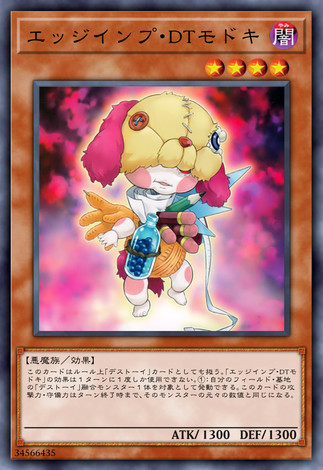 エッジインプ・DTモドキ
闇
やみ
【悪魔族／効果】
このカードはルール上「デストーイ」カードとしても扱う。「エッジインプ・DTモド
キ」の効果は1ターンに1度しか使用できない。①：自分のフィールド・墓地
の「デストーイ」融合モンスター1体を対象として発動できる。このカードの攻
撃力・守備力はターン終了時まで、そのモンスターの元々の数値と同じになる。
ATK/1300 DEF/1300
34566435